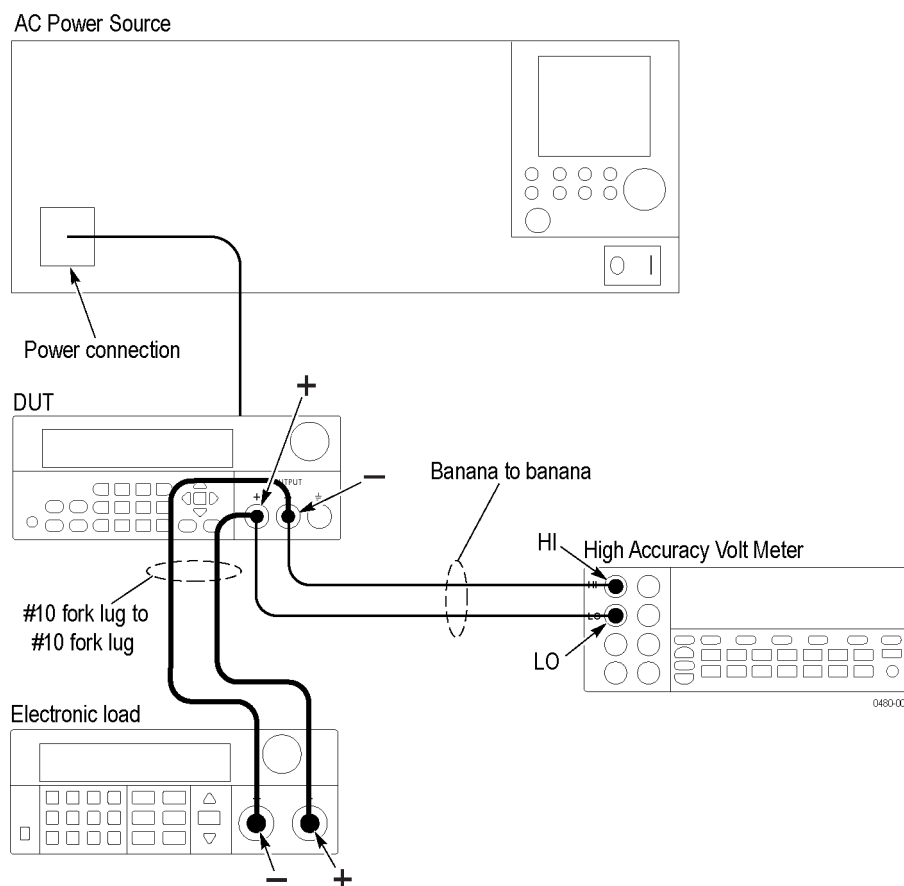 AC Power Source
Power connection
+
DUT
OUTPUT
+
−
Banana to banana
HI
High Accuracy Volt Meter
HI
LO
#10 fork lug to
#10 fork lug
LO
Electronic load
0480-00
−
+